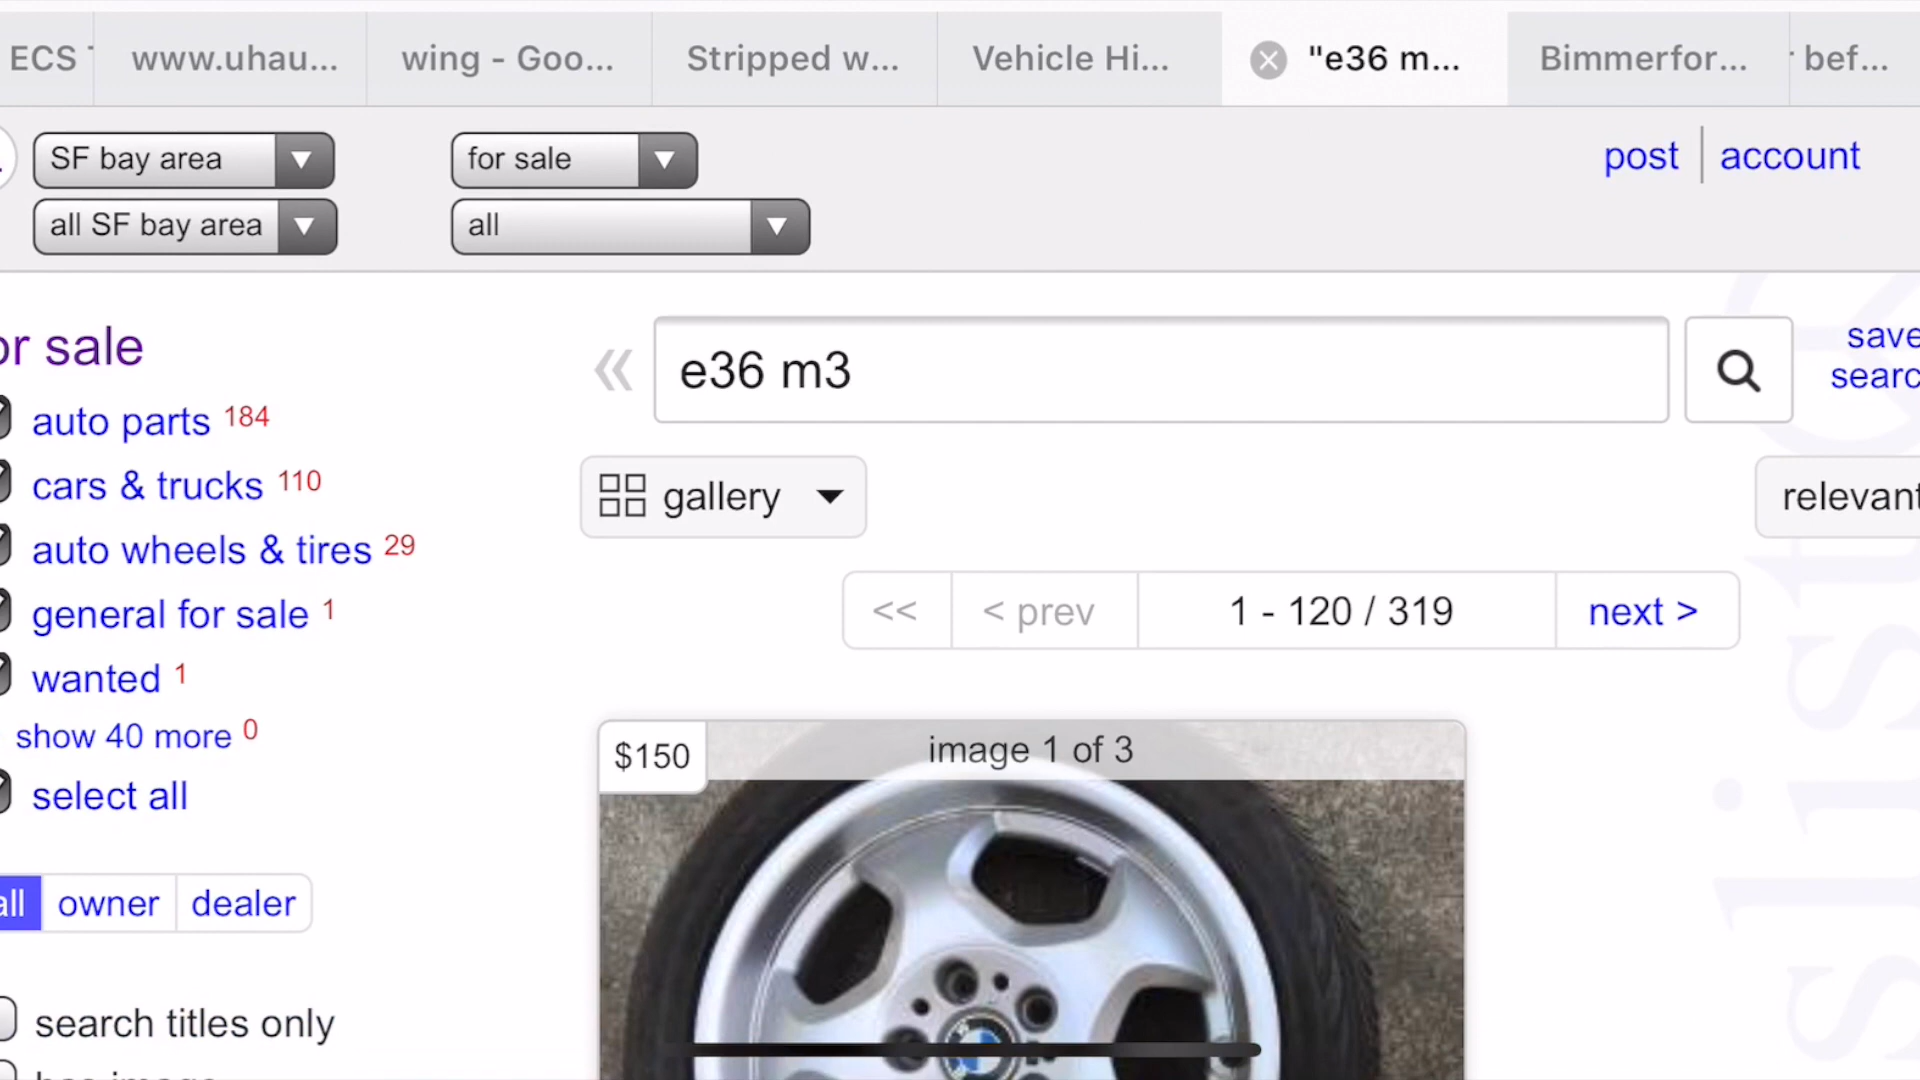 ECS
www.uhau...
wing - Goo...
Stripped w...
Vehicle Hi...
"e36 m...
Bimmerfor...
bef...
SF bay area
for sale
post
account
all SF bay area
all
or sale
e36 m3
save
searc
auto parts 184
cars & trucks 110
auto wheels & tires 29
general for sale 1
wanted 1
show 40 more 0
select all
gallery
relevant
<<
< prev
1 - 120 / 319
next >
$150
image 1 of 3
all
owner
dealer
search titles only
has image